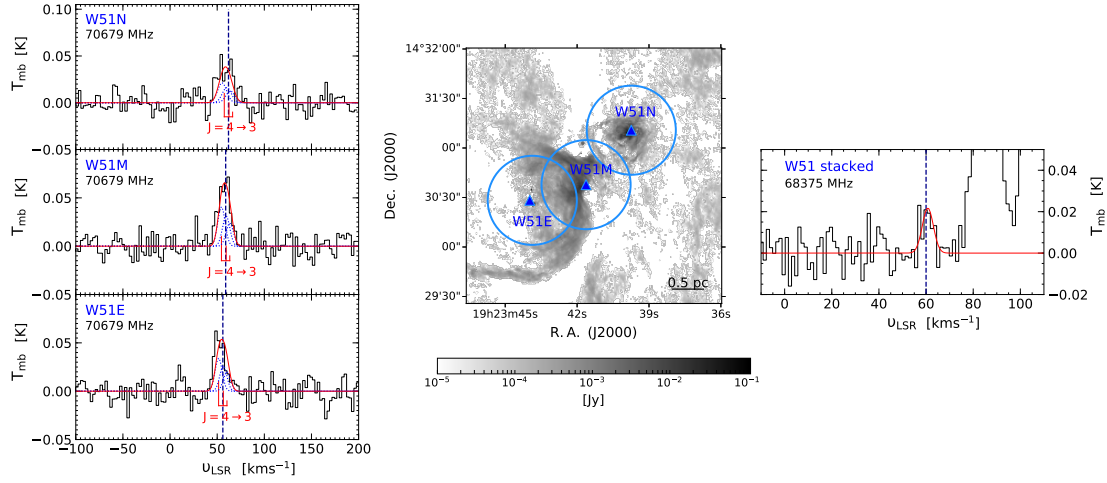 W51N
70679 MHz
T_mb [K]
0.10
0.05
0.00
−0.05
J = 4 → 3
W51M
70679 MHz
T_mb [K]
0.05
0.00
−0.05
J = 4 → 3
W51E
70679 MHz
T_mb [K]
0.05
0.00
−0.05
J = 4 → 3
−100 −50 0 50 100 150 200
υ_LSR [kms⁻¹]
Dec. (J2000)
14°32'00"
31'30"
00"
30'30"
00"
29'30"
W51N
W51M
W51E
0.5 pc
19h23m45s 42s 39s 36s
R. A. (J2000)
10⁻⁵ 10⁻⁴ 10⁻³ 10⁻² 10⁻¹
[Jy]
W51 stacked
68375 MHz
0.04
0.02
0.00
−0.02
T_mb [K]
0 20 40 60 80 100
υ_LSR [kms⁻¹]